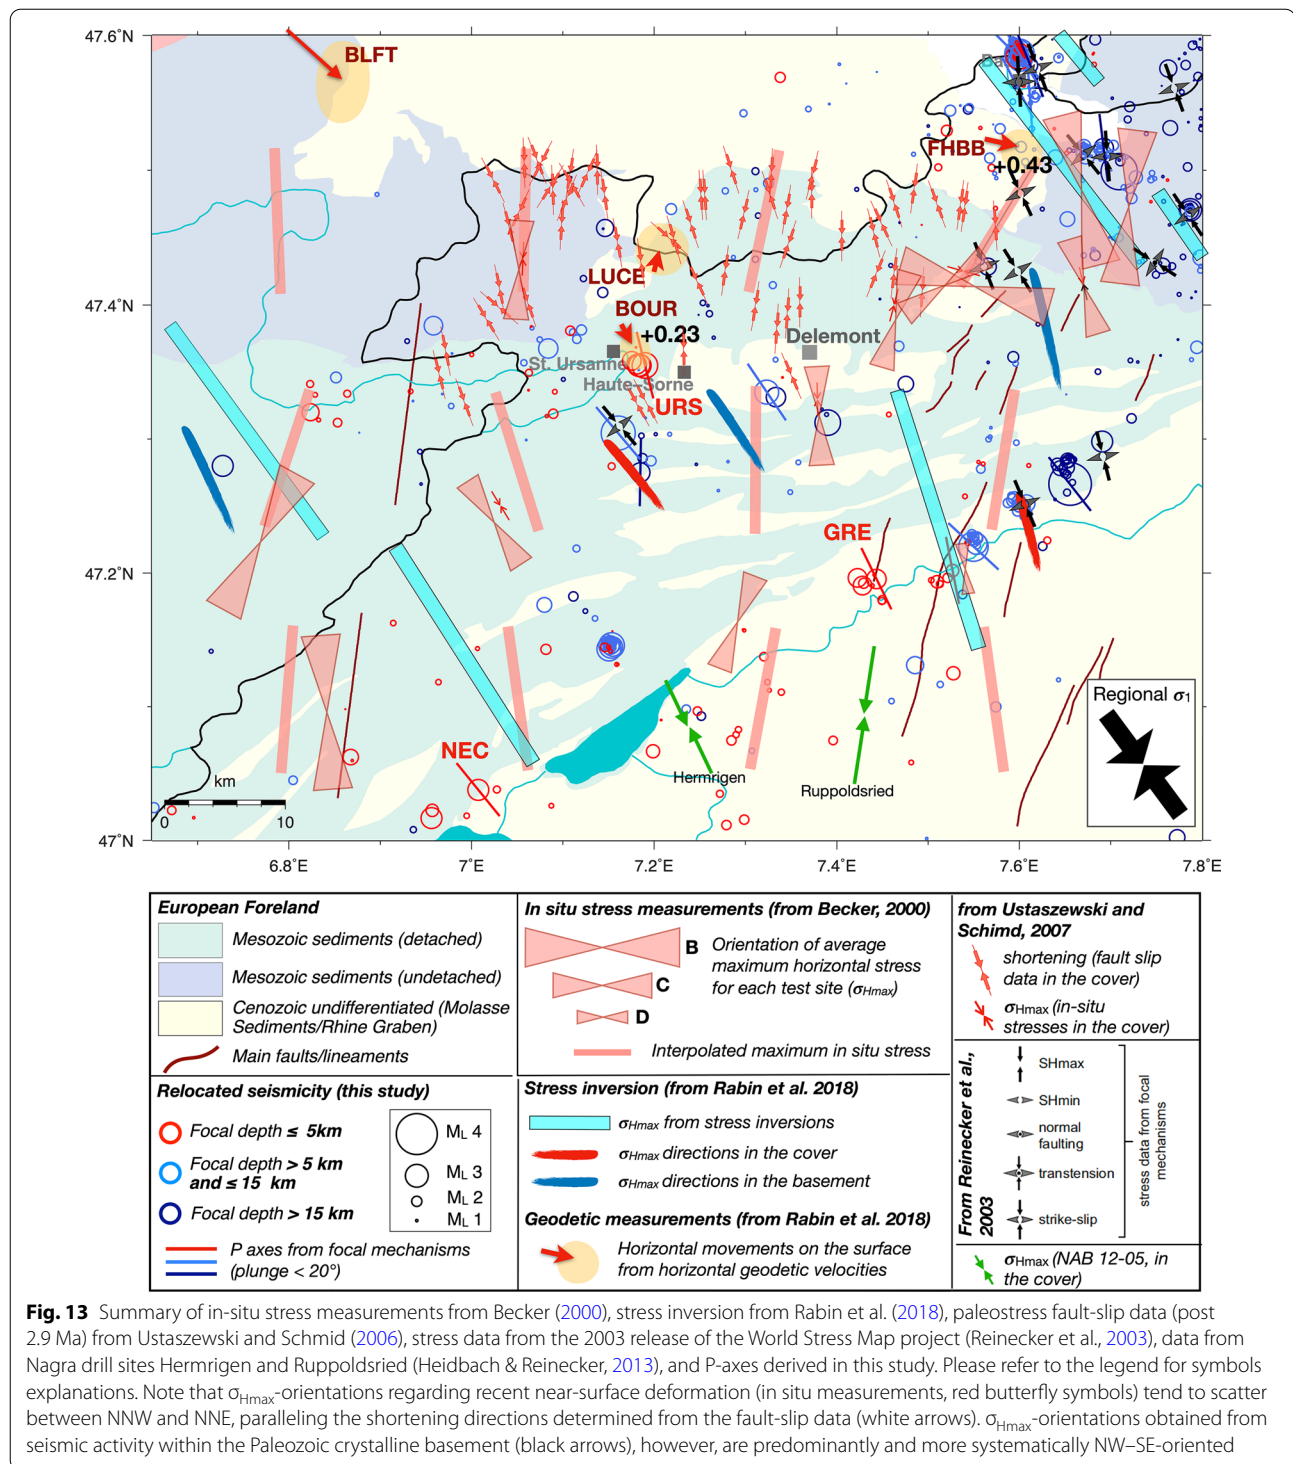 47.6˚N
BLFT
Ba
FHBB
+0.43
LUCE
BOUR
+0.23
47.4˚N
Delemont
St. Ursanne
Haute–Sorne
URS
GRE
47.2˚N
Regional σ1
NEC
Hermrigen
Ruppoldsried
km
0 10
47˚N
6.8˚E 7˚E 7.2˚E 7.4˚E 7.6˚E 7.8˚E
European Foreland
Mesozoic sediments (detached)
Mesozoic sediments (undetached)
Cenozoic undifferentiated (Molasse
Sediments/Rhine Graben)
Main faults/lineaments
Relocated seismicity (this study)
Focal depth ≤ 5km
Focal depth > 5 km
and ≤ 15 km
Focal depth > 15 km
ML 4
ML 3
ML 2
ML 1
P axes from focal mechanisms
(plunge < 20°)
In situ stress measurements (from Becker, 2000)
B
C
D
Orientation of average
maximum horizontal stress
for each test site (σHmax)
Interpolated maximum in situ stress
Stress inversion (from Rabin et al. 2018)
σHmax from stress inversions
σHmax directions in the cover
σHmax directions in the basement
Geodetic measurements (from Rabin et al. 2018)
Horizontal movements on the surface
from horizontal geodetic velocities
from Ustaszewski and
Schimd, 2007
shortening (fault slip
data in the cover)
σHmax (in-situ
stresses in the cover)
From Reinecker et al.,
2003
SHmax
SHmin
normal
faulting
transtension
strike-slip
stress data from focal
mechanisms
σHmax (NAB 12-05, in
the cover)
Fig. 13 Summary of in-situ stress measurements from Becker (2000), stress inversion from Rabin et al. (2018), paleostress fault-slip data (post
2.9 Ma) from Ustaszewski and Schmid (2006), stress data from the 2003 release of the World Stress Map project (Reinecker et al., 2003), data from
Nagra drill sites Hermrigen and Ruppoldsried (Heidbach & Reinecker, 2013), and P-axes derived in this study. Please refer to the legend for symbols
explanations. Note that σHmax-orientations regarding recent near-surface deformation (in situ measurements, red butterfly symbols) tend to scatter
between NNW and NNE, paralleling the shortening directions determined from the fault-slip data (white arrows). σHmax-orientations obtained from
seismic activity within the Paleozoic crystalline basement (black arrows), however, are predominantly and more systematically NW–SE-oriented